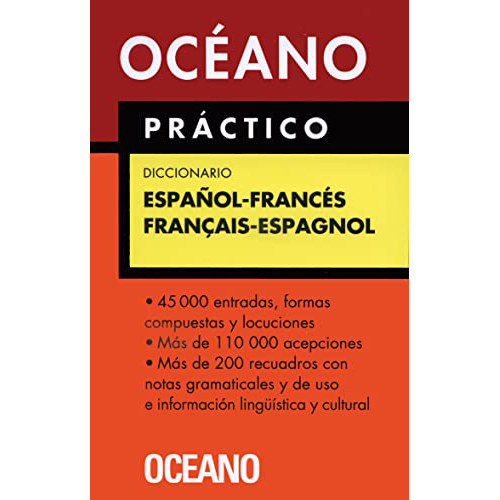 OCÉANO
PRÁCTICO
DICCIONARIO
ESPAÑOL-FRANCÉS
FRANÇAIS-ESPAGNOL
• 45 000 entradas, formas
compuestas y locuciones
• Más de 110 000 acepciones
• Más de 200 recuadros con
notas gramaticales y de uso
e información lingüística y cultural
OCEANO